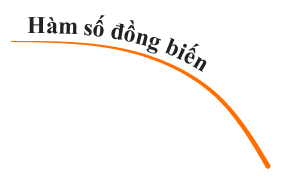 Hàm số đồng biến